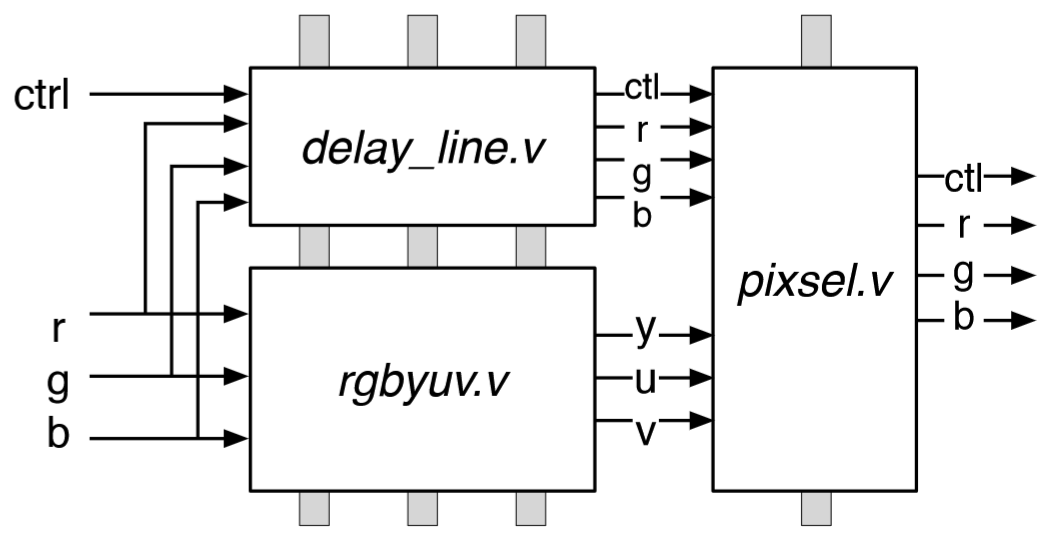 ctrl
r
g
b
delay_line.v
rgbyuv.v
ctl
r
g
b
y
u
v
pixsel.v
ctl
r
g
b